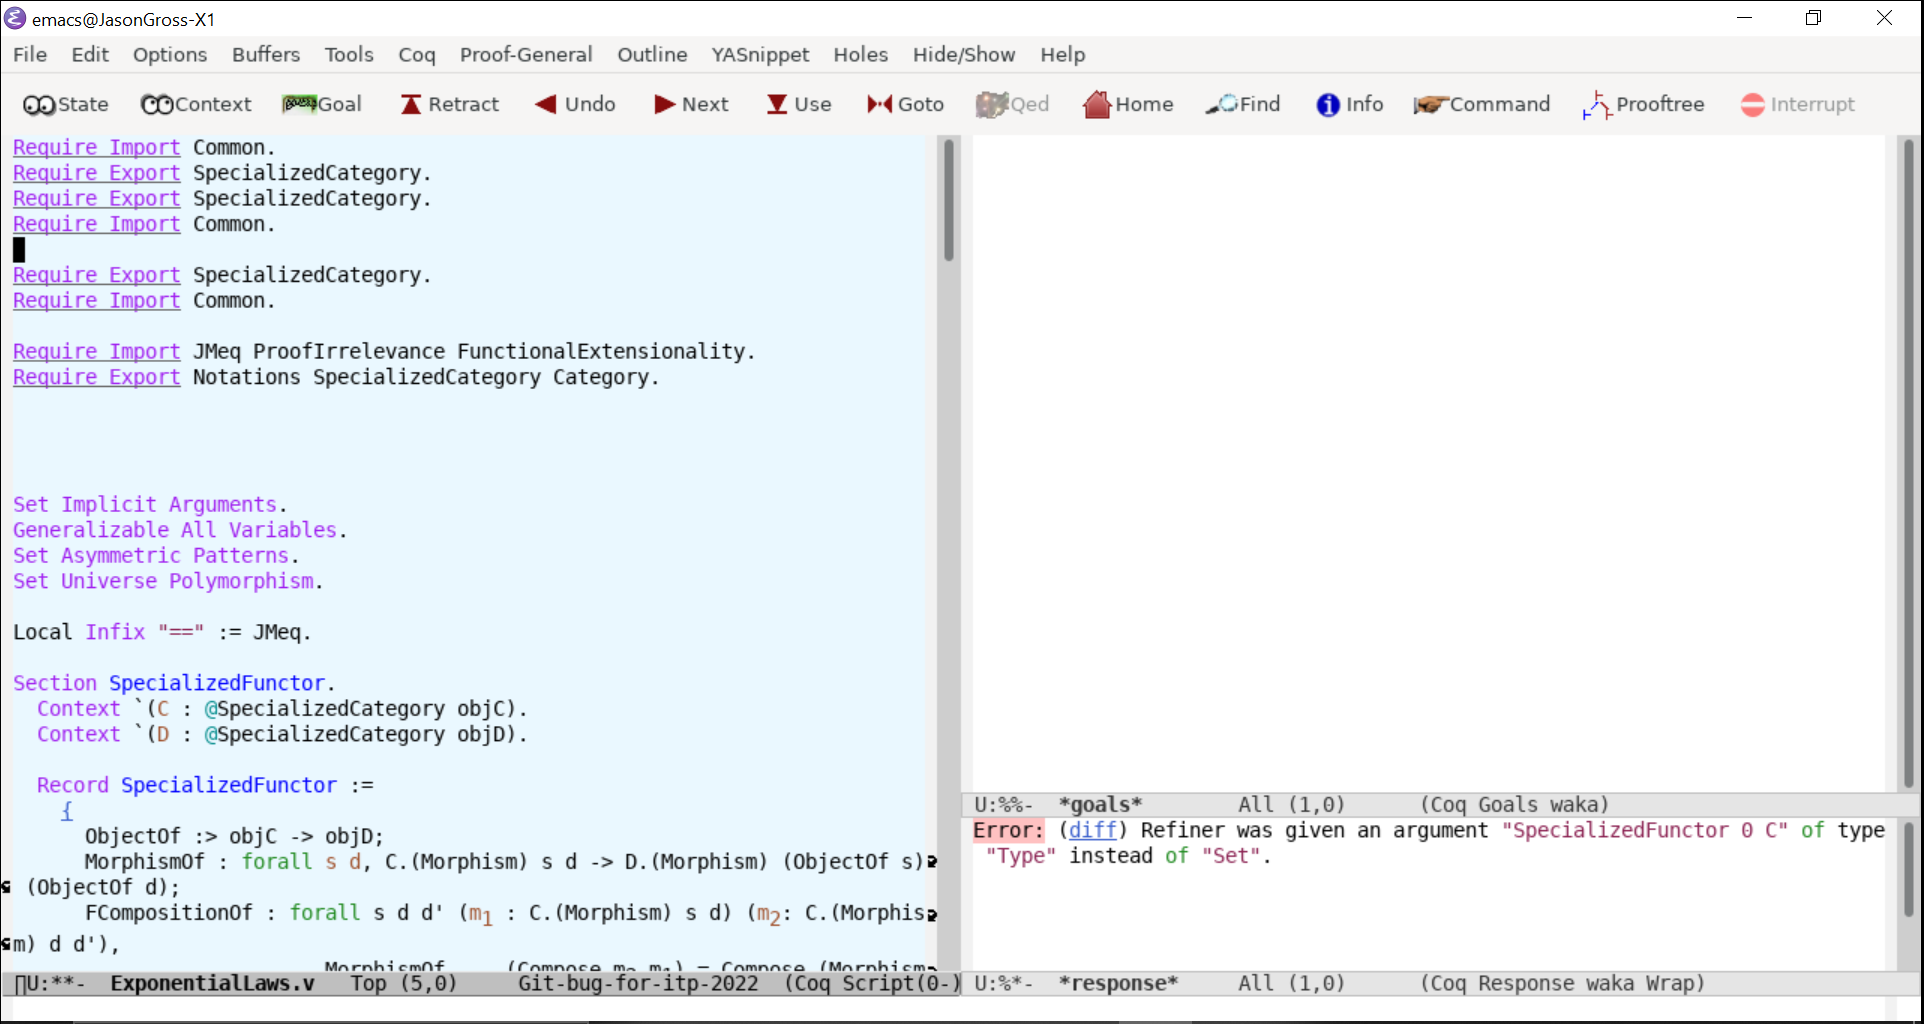 emacs@JasonGross-X1
File Edit Options Buffers Tools Coq Proof-General Outline YASnippet Holes Hide/Show Help
State Context Goal Retract Undo Next Use Goto Qed Home Find Info Command Prooftree Interrupt
Require Import Common.
Require Export SpecializedCategory.
Require Export SpecializedCategory.
Require Import Common.
Require Export SpecializedCategory.
Require Import Common.
Require Import JMeq ProofIrrelevance FunctionalExtensionality.
Require Export Notations SpecializedCategory Category.
Set Implicit Arguments.
Generalizable All Variables.
Set Asymmetric Patterns.
Set Universe Polymorphism.
Local Infix "==" := JMeq.
Section SpecializedFunctor.
Context `(C : @SpecializedCategory objC).
Context `(D : @SpecializedCategory objD).
Record SpecializedFunctor :=
{
ObjectOf :> objC -> objD;
MorphismOf : forall s d, C.(Morphism) s d -> D.(Morphism) (ObjectOf s)
(ObjectOf d);
FCompositionOf : forall s d d' (m1 : C.(Morphism) s d) (m2: C.(Morphis
m) d d'),
MorphismOf _ _ (Compose m2 m1) = Compose (Morphism
U:**- ExponentialLaws.v Top (5,0) Git-bug-for-itp-2022 (Coq Script(0-)
U:%%- *goals* All (1,0) (Coq Goals waka)
Error: (diff) Refiner was given an argument "SpecializedFunctor 0 C" of type
"Type" instead of "Set".
U:%*- *response* All (1,0) (Coq Response waka Wrap)